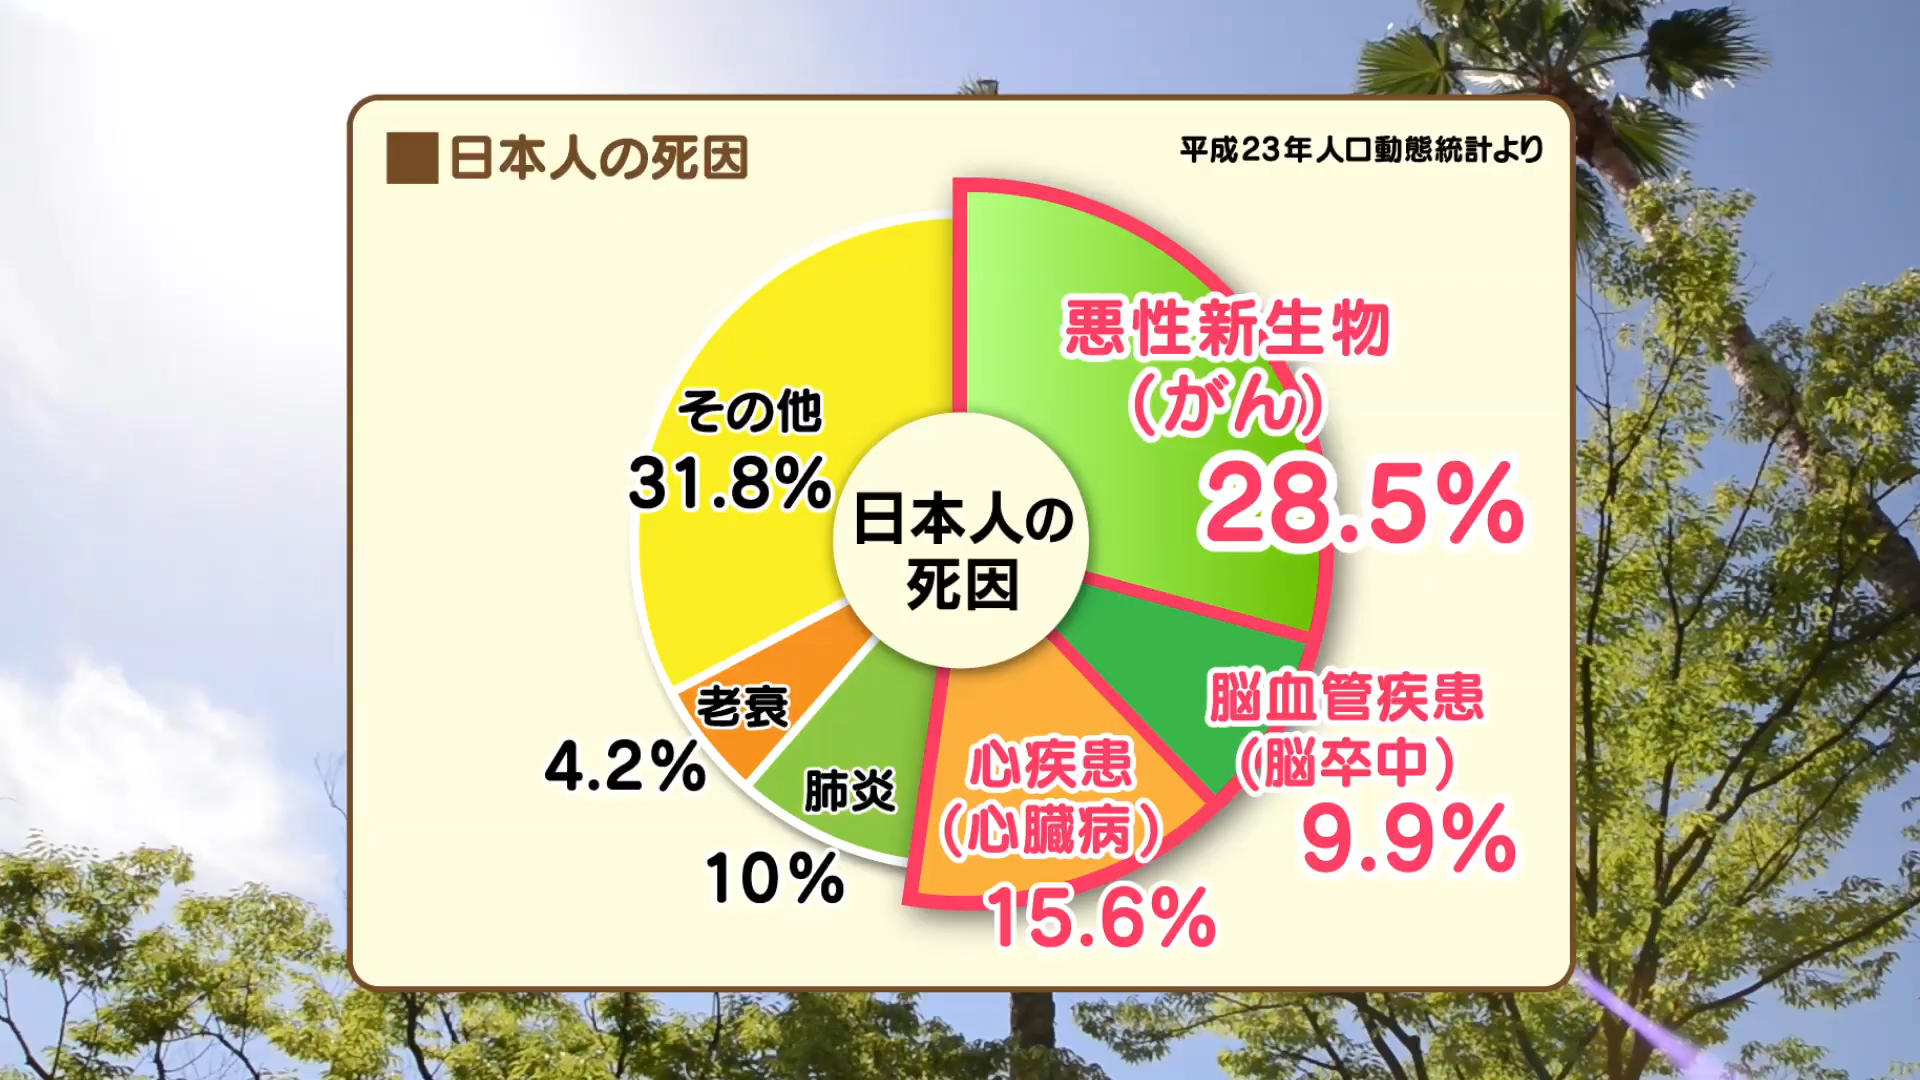 ■日本人の死因
平成23年人口動態統計より
悪性新生物
(がん)
28.5%
脳血管疾患
(脳卒中)
9.9%
心疾患
(心臓病)
15.6%
肺炎
10%
老衰
4.2%
その他
31.8%
日本人の
死因